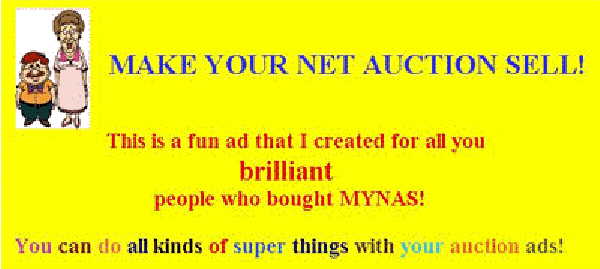 MAKE YOUR NET AUCTION SELL!
This is a fun ad that I created for all you
brilliant
people who bought MYNAS!
You can do all kinds of super things with your auction ads!